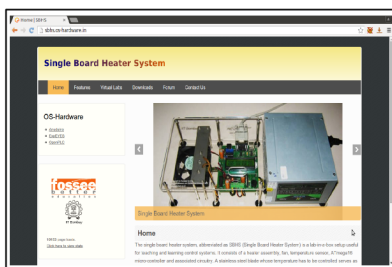 Home | SBHS
sbhs.os-hardware.in
Single Board Heater System
Home Features Virtual Labs Downloads Forum Contact Us
OS-Hardware
Single Board Heater System
fossee
Home
The single board heater system, abbreviated as SBHS (Single Board Heater System) is a lab in a box setup useful
for teaching and learning control systems. It consists of a heater assembly, fan, temperature sensor, ATmega16
micro-controller and associated circuitry. A stainless steel blade whose temperature has to be controlled serves as